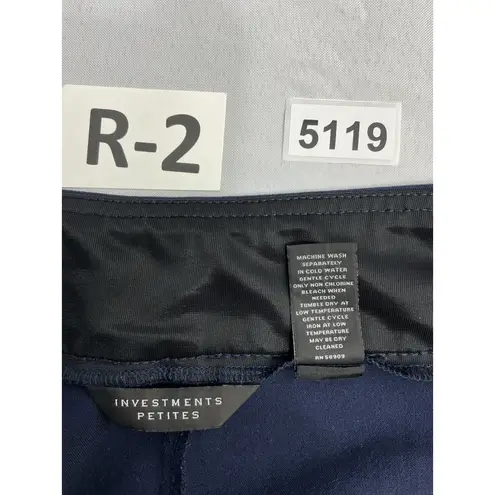 R-2
5119
MACHINE WASH
SEPARATELY
IN COLD WATER
GENTLE CYCLE
ONLY NON CHLORINE
BLEACH WHEN
NEEDED
TUMBLE DRY AT
LOW TEMPERATURE
GENTLE CYCLE
IRON AT LOW
TEMPERATURE
MAY BE DRY
CLEANED
INVESTMENTS
PETITES